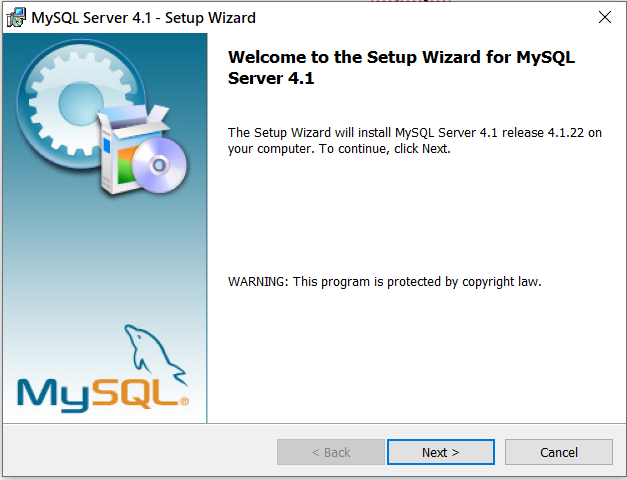 MySQL Server 4.1 - Setup Wizard
Welcome to the Setup Wizard for MySQL
Server 4.1
The Setup Wizard will install MySQL Server 4.1 release 4.1.22 on
your computer. To continue, click Next.
WARNING: This program is protected by copyright law.
MySQL®
< Back
Next >
Cancel